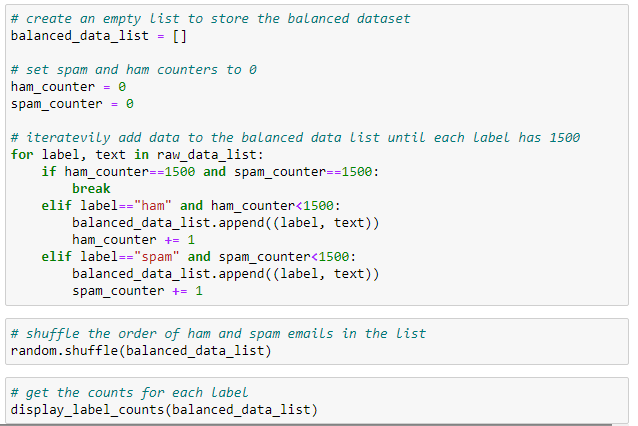 # create an empty list to store the balanced dataset
balanced_data_list = []
# set spam and ham counters to 0
ham_counter = 0
spam_counter = 0
# iteratevily add data to the balanced data list until each label has 1500
for label, text in raw_data_list:
    if ham_counter==1500 and spam_counter==1500:
        break
    elif label=="ham" and ham_counter<1500:
        balanced_data_list.append((label, text))
        ham_counter += 1
    elif label=="spam" and spam_counter<1500:
        balanced_data_list.append((label, text))
        spam_counter += 1
# shuffle the order of ham and spam emails in the list
random.shuffle(balanced_data_list)
# get the counts for each label
display_label_counts(balanced_data_list)